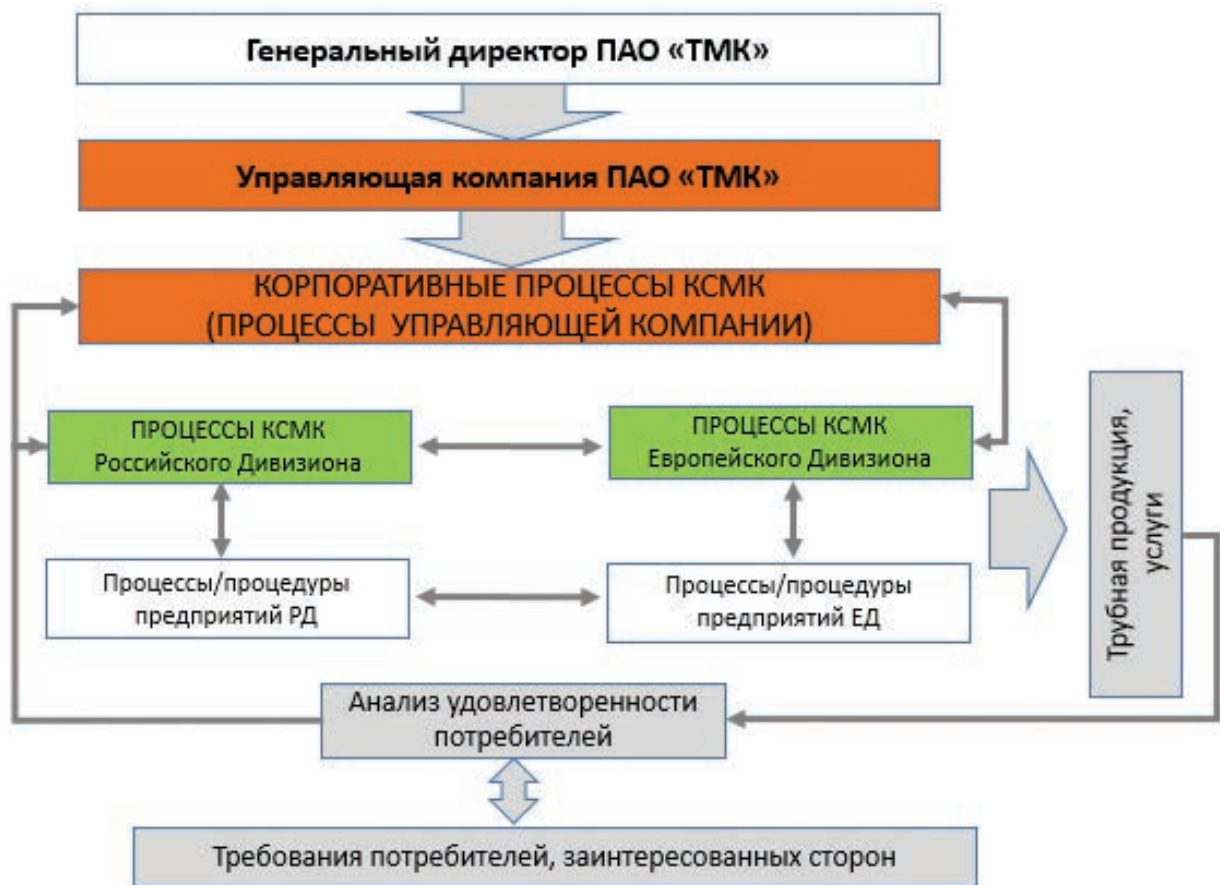 Генеральный директор ПАО «ТМК»
Управляющая компания ПАО «ТМК»
КОРПОРАТИВНЫЕ ПРОЦЕССЫ КСМК
(ПРОЦЕССЫ УПРАВЛЯЮЩЕЙ КОМПАНИИ)
ПРОЦЕССЫ КСМК
Российского Дивизиона
ПРОЦЕССЫ КСМК
Европейского Дивизиона
Процессы/процедуры
предприятий РД
Процессы/процедуры
предприятий ЕД
Трубная продукция,
услуги
Анализ удовлетворенности
потребителей
Требования потребителей, заинтересованных сторон